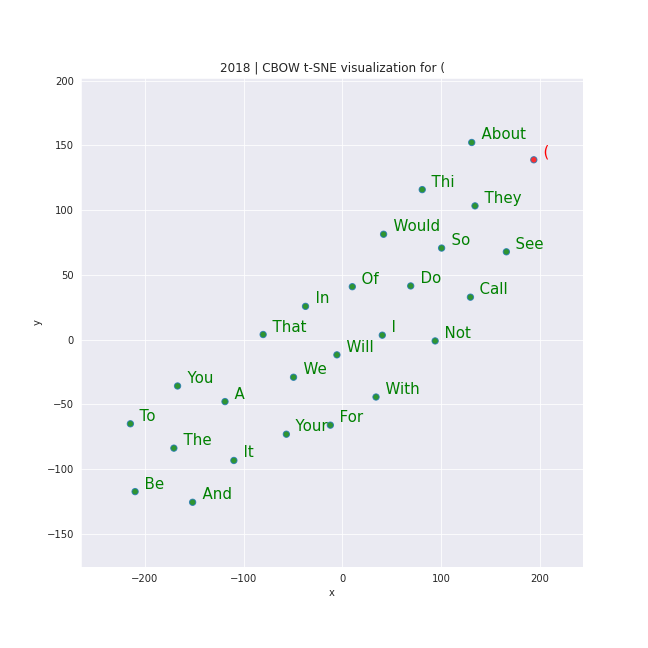 2018 | CBOW t-SNE visualization for (
200
150
100
50
0
−50
−100
−150
−200
−100
0
100
200
x
y
About
(
Thi
They
Would
So
See
Of
Do
Call
In
That
I
Not
Will
We
With
You
A
To
Your
For
The
It
Be
And